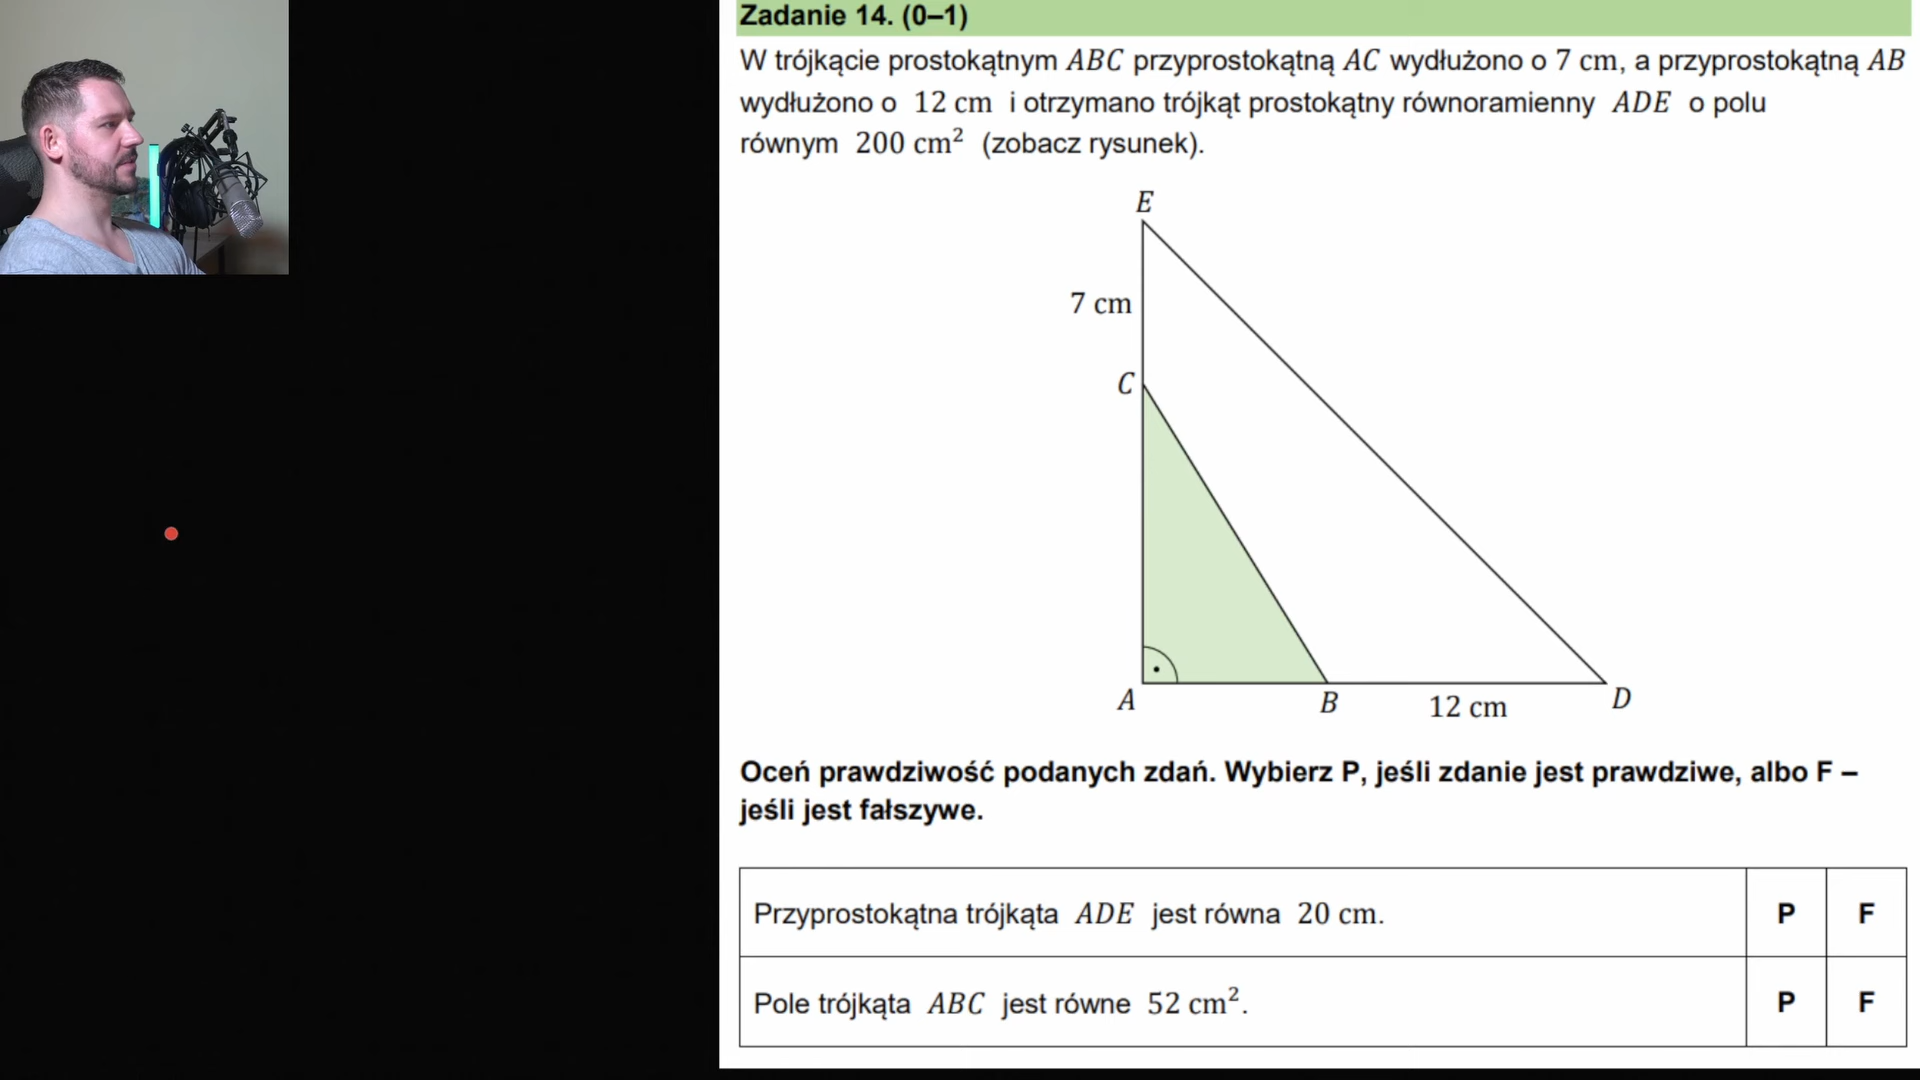 Zadanie 14. (0–1)
W trójkącie prostokątnym ABC przyprostokątną AC wydłużono o 7 cm, a przyprostokątną AB
wydłużono o 12 cm i otrzymano trójkąt prostokątny równoramienny ADE o polu
równym 200 cm² (zobacz rysunek).
E
7 cm
C
A
B
12 cm
D
Oceń prawdziwość podanych zdań. Wybierz P, jeśli zdanie jest prawdziwe, albo F –
jeśli jest fałszywe.
Przyprostokątna trójkąta ADE jest równa 20 cm. P F
Pole trójkąta ABC jest równe 52 cm². P F